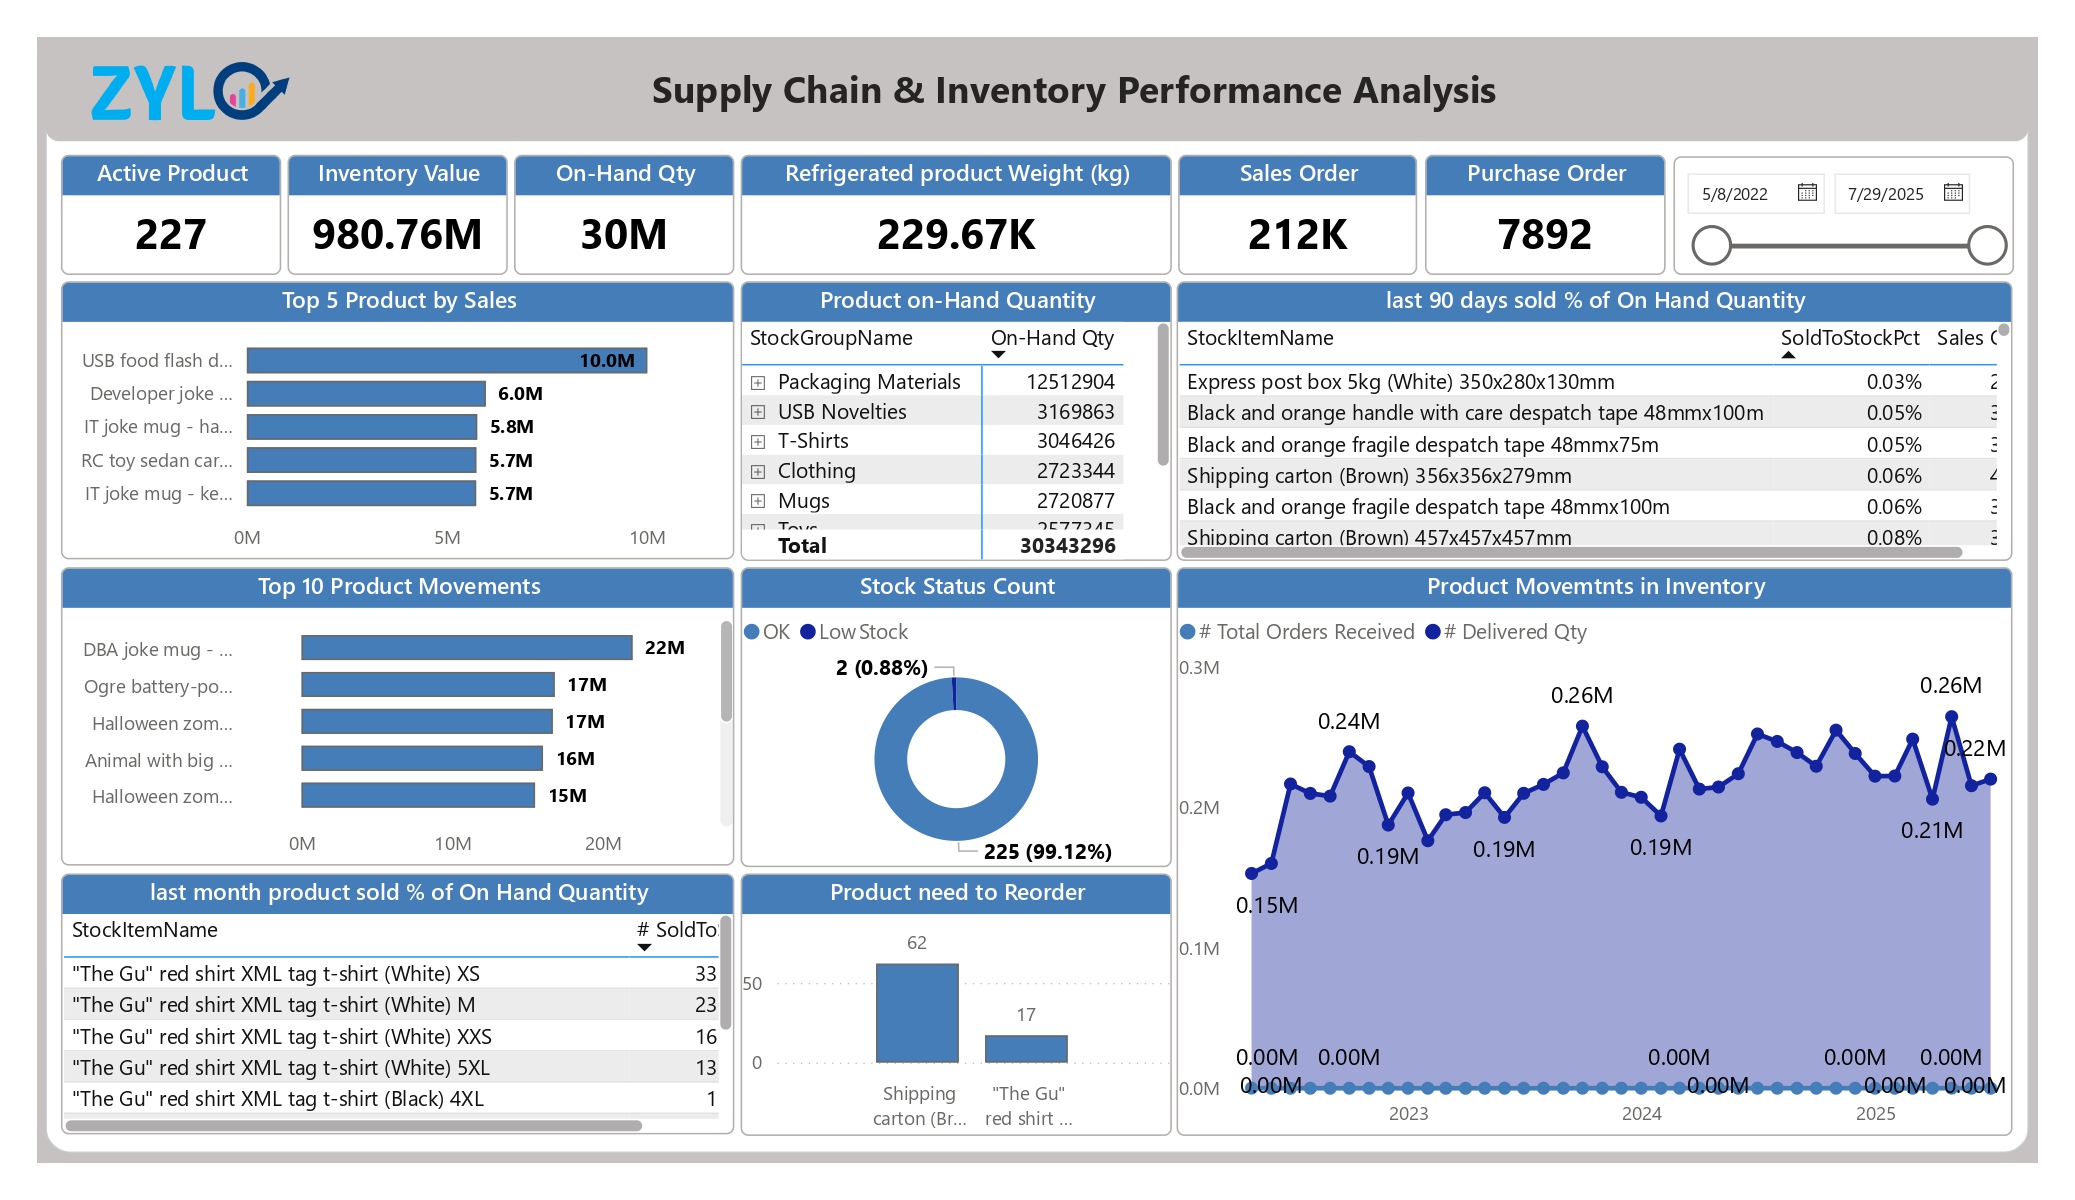 ZYLO
Supply Chain & Inventory Performance Analysis
Active Product
227
Inventory Value
980.76M
On-Hand Qty
30M
Refrigerated product Weight (kg)
229.67K
Sales Order
212K
Purchase Order
7892
5/8/2022
7/29/2025
Top 5 Product by Sales
USB food flash d... 10.0M
Developer joke ... 6.0M
IT joke mug - ha... 5.8M
RC toy sedan car... 5.7M
IT joke mug - ke... 5.7M
0M 5M 10M
Product on-Hand Quantity
StockGroupName On-Hand Qty
Packaging Materials 12512904
USB Novelties 3169863
T-Shirts 3046426
Clothing 2723344
Mugs 2720877
Toys 2577345
Total 30343296
last 90 days sold % of On Hand Quantity
StockItemName SoldToStockPct Sales
Express post box 5kg (White) 350x280x130mm 0.03% 2
Black and orange handle with care despatch tape 48mmx100m 0.05% 3
Black and orange fragile despatch tape 48mmx75m 0.05% 3
Shipping carton (Brown) 356x356x279mm 0.06% 4
Black and orange fragile despatch tape 48mmx100m 0.06% 3
Shipping carton (Brown) 457x457x457mm 0.08% 3
Top 10 Product Movements
DBA joke mug - ... 22M
Ogre battery-po... 17M
Halloween zom... 17M
Animal with big ... 16M
Halloween zom... 15M
0M 10M 20M
Stock Status Count
OK Low Stock
2 (0.88%)
225 (99.12%)
Product Movemtnts in Inventory
# Total Orders Received # Delivered Qty
0.3M
0.26M
0.26M
0.24M
0.22M
0.2M
0.21M
0.19M 0.19M 0.19M
0.15M
0.1M
0.00M 0.00M 0.00M 0.00M 0.00M
0.0M 0.00M 0.00M 0.00M 0.00M
2023 2024 2025
last month product sold % of On Hand Quantity
StockItemName # SoldTo
"The Gu" red shirt XML tag t-shirt (White) XS 33
"The Gu" red shirt XML tag t-shirt (White) M 23
"The Gu" red shirt XML tag t-shirt (White) XXS 16
"The Gu" red shirt XML tag t-shirt (White) 5XL 13
"The Gu" red shirt XML tag t-shirt (Black) 4XL 1
Product need to Reorder
62
50
17
0
Shipping "The Gu"
carton (Br... red shirt ...